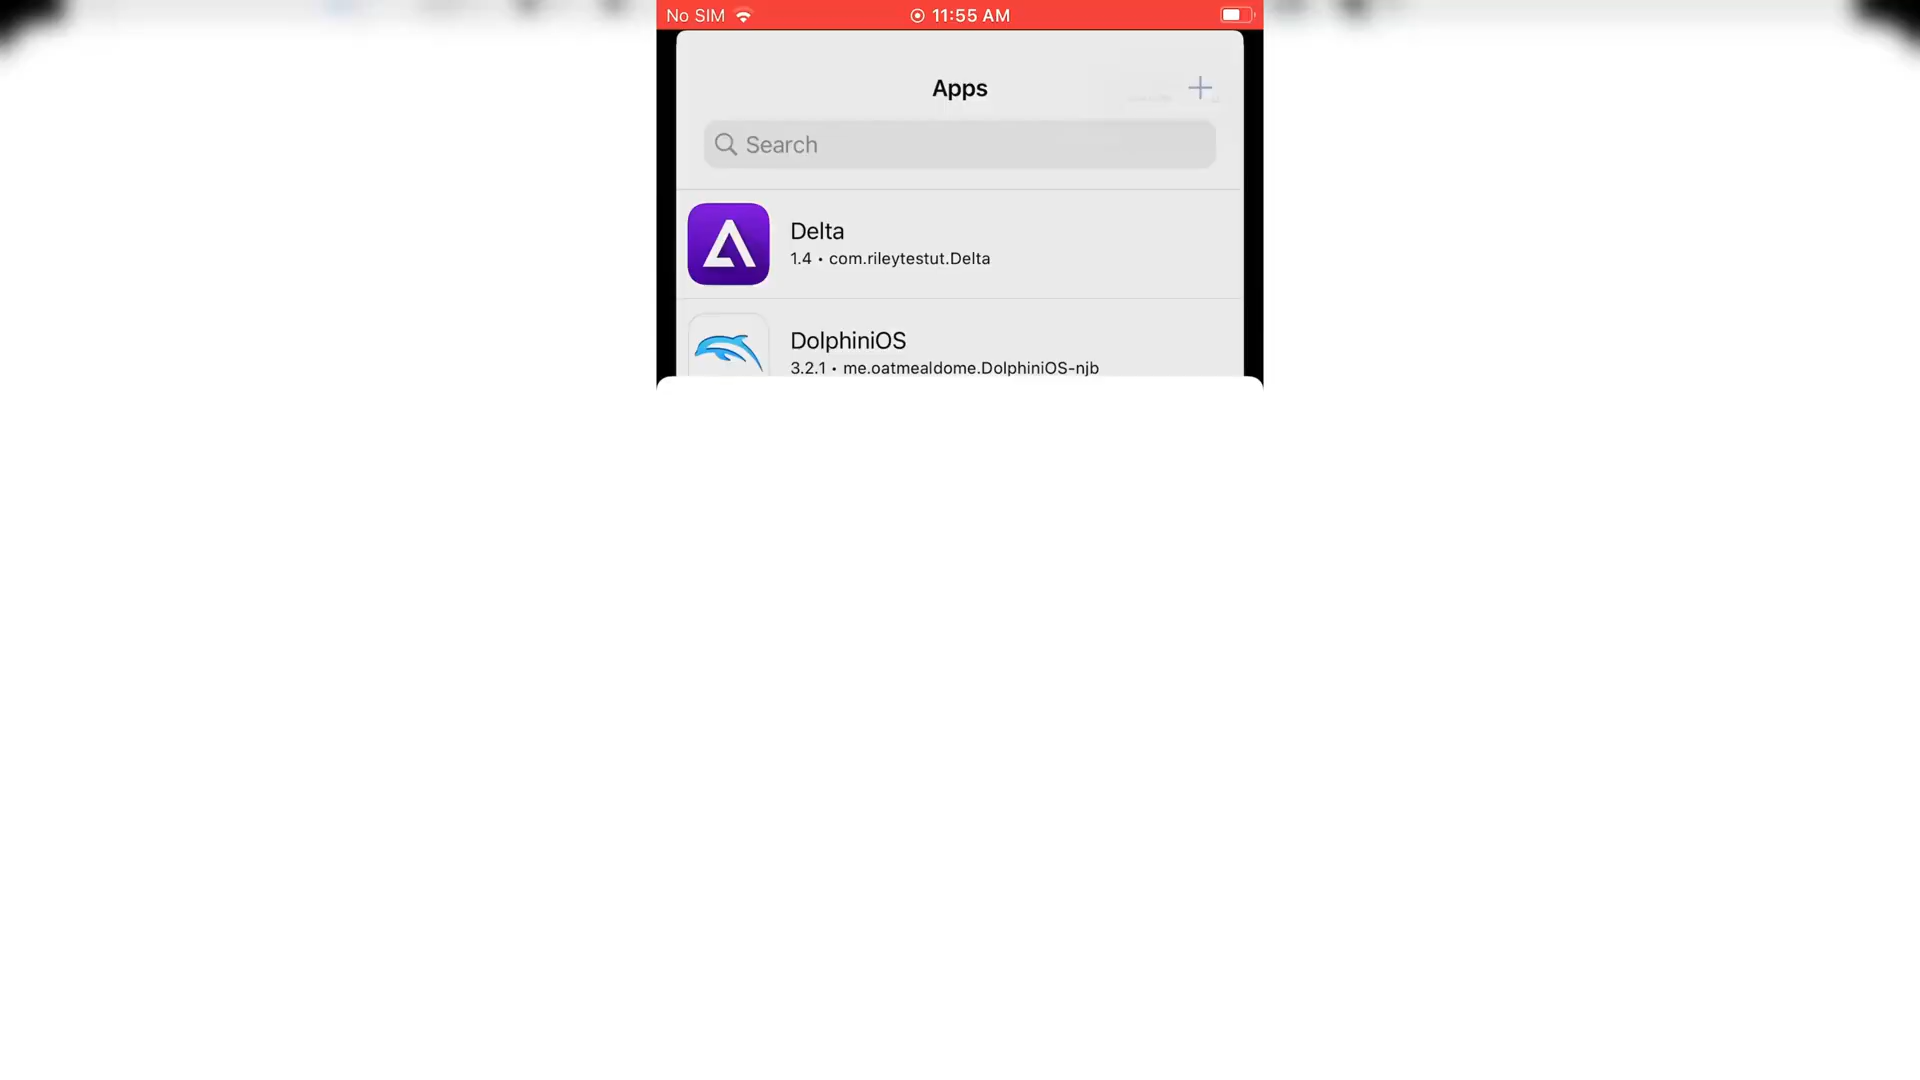 No SIM 11:55 AM
Apps
Search
Delta
1.4 • com.rileytestut.Delta
DolphiniOS
3.2.1 • me.oatmealdome.DolphiniOS-njb